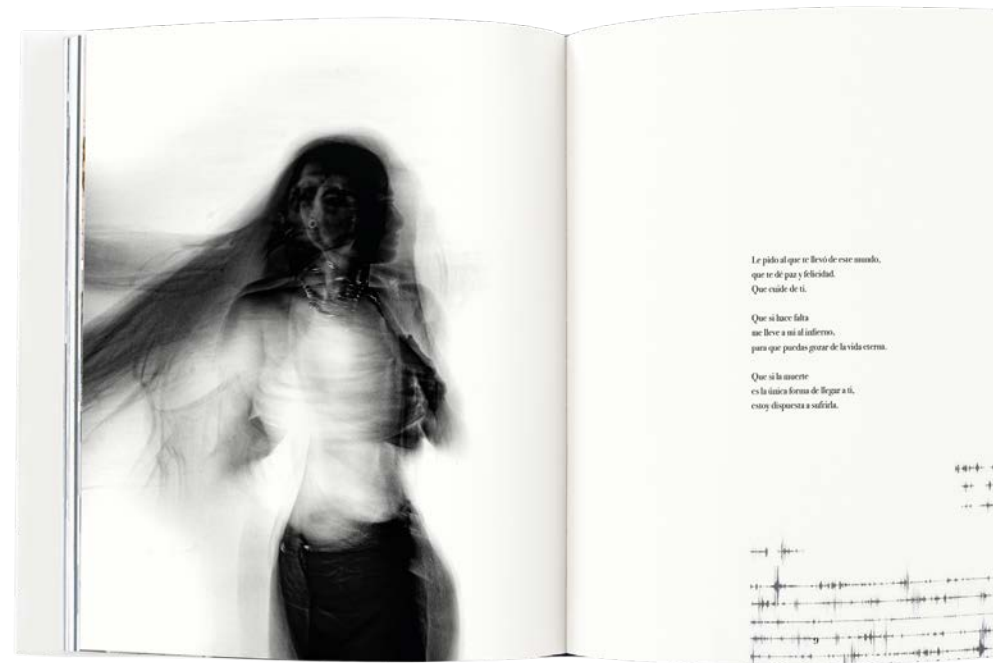 Le pido al que te llevó de este mundo,
que te dé paz y felicidad.
Que cuide de ti.
Que si hace falta
me lleve a mi al infierno,
para que puedas gozar de la vida eterna.
Que si la muerte
es la única forma de llegar a ti,
estoy dispuesta a sufrirla.
9